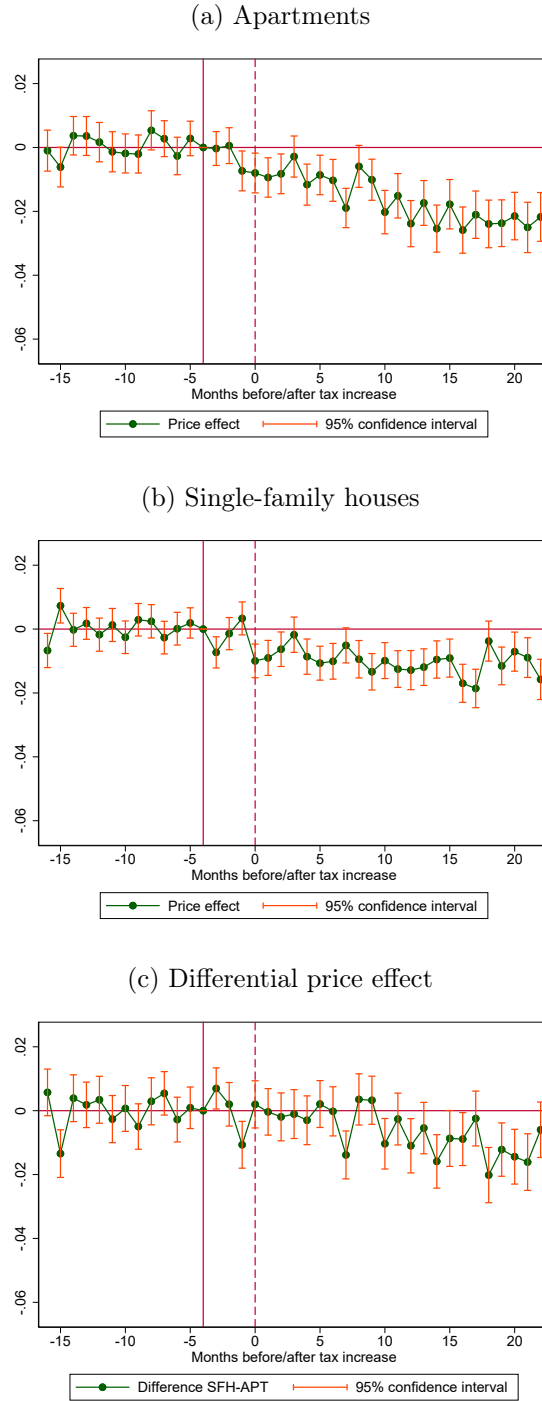 (a) Apartments
.02
0
-.02
-.04
-.06
-15 -10 -5 0 5 10 15 20
Months before/after tax increase
Price effect 95% confidence interval
(b) Single-family houses
.02
0
-.02
-.04
-.06
-15 -10 -5 0 5 10 15 20
Months before/after tax increase
Price effect 95% confidence interval
(c) Differential price effect
.02
0
-.02
-.04
-.06
-15 -10 -5 0 5 10 15 20
Months before/after tax increase
Difference SFH-APT 95% confidence interval